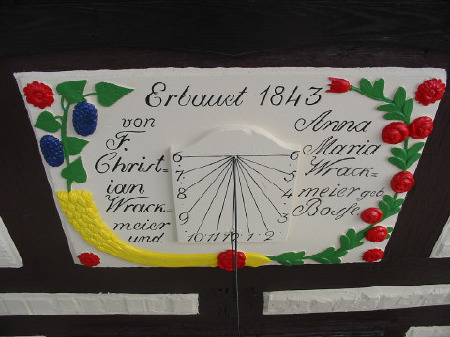 Erbauet 1843
von
F.
Christ=
ian
Wrack=
meier
und
Anna
Maria
Wrack=
meier geb.
Bosse
6 6
7 5
8 4
9 3
10 11 12 1 2